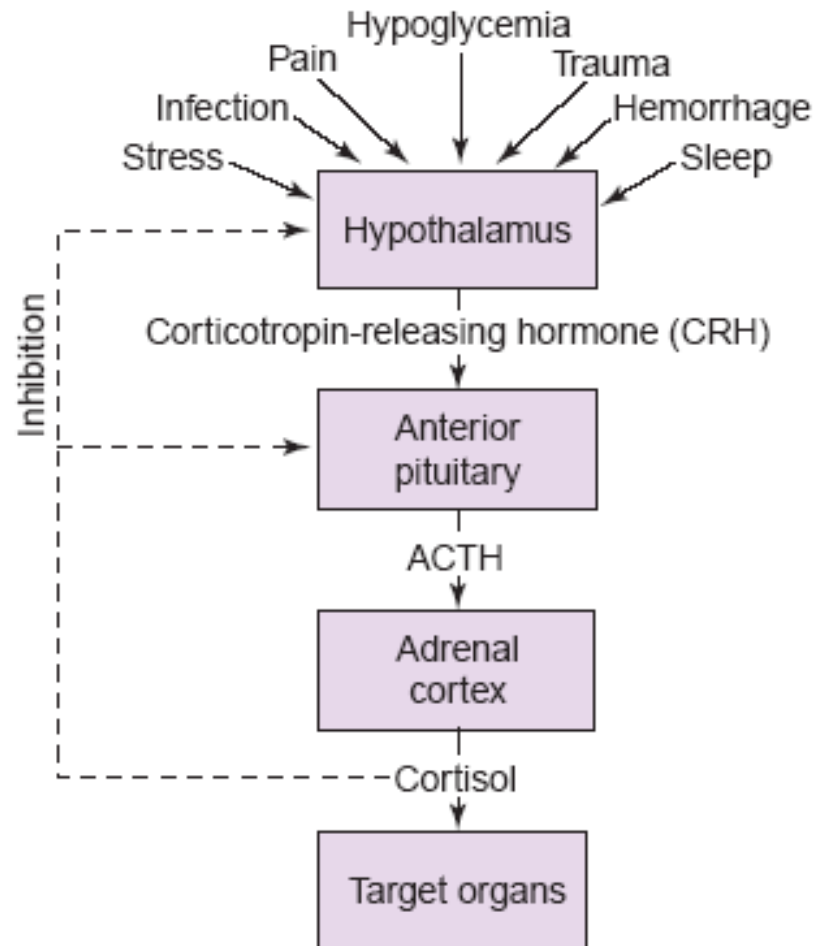 Hypoglycemia
Pain
Trauma
Infection
Hemorrhage
Stress
Sleep
Hypothalamus
Inhibition
Corticotropin-releasing hormone (CRH)
Anterior
pituitary
ACTH
Adrenal
cortex
Cortisol
Target organs